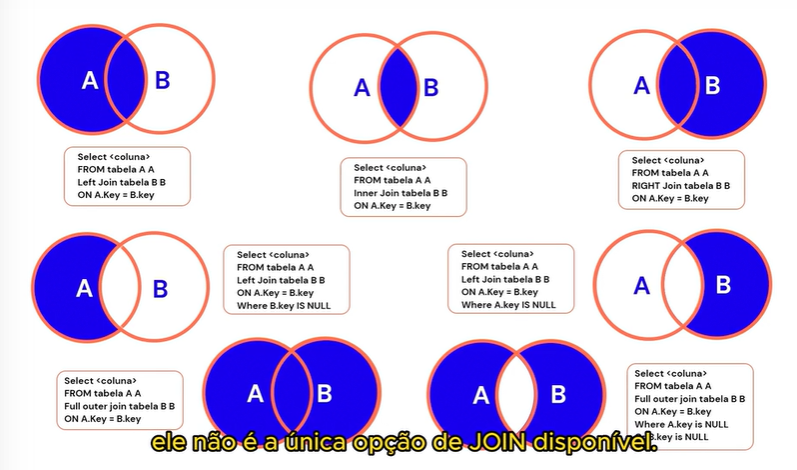 A B
A B
A B
Select <coluna>
FROM tabela A A
Left Join tabela B B
ON A.Key = B.key
Select <coluna>
FROM tabela A A
Inner Join tabela B B
ON A.Key = B.key
Select <coluna>
FROM tabela A A
RIGHT Join tabela B B
ON A.Key = B.key
A B
Select <coluna>
FROM tabela A A
Left Join tabela B B
ON A.Key = B.key
Where B.key IS NULL
Select <coluna>
FROM tabela A A
Left Join tabela B B
ON A.Key = B.key
Where A.key IS NULL
A B
Select <coluna>
FROM tabela A A
Full outer join tabela B B
ON A.Key = B.key
A B
A B
Select <coluna>
FROM tabela A A
Full outer join tabela B B
ON A.Key = B.key
Where A.key is NULL
B.key is NULL
ele não é a única opção de JOIN disponível.